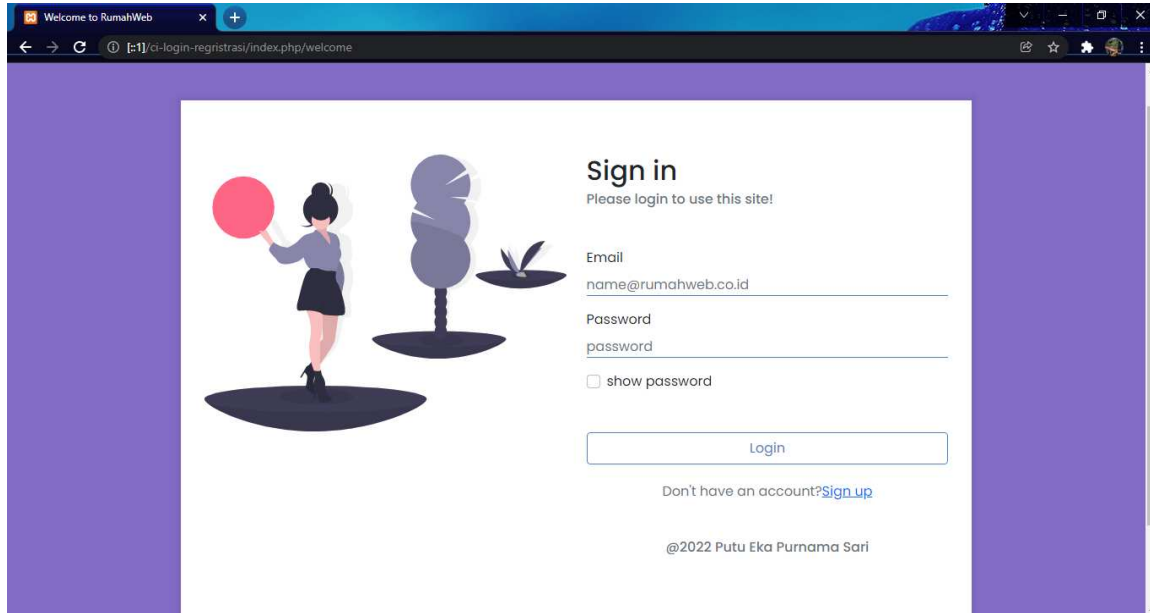 Welcome to RumahWeb
[::1]/ci-login-regristrasi/index.php/welcome
Sign in
Please login to use this site!
Email
name@rumahweb.co.id
Password
password
show password
Login
Don't have an account?Sign up
@2022 Putu Eka Purnama Sari